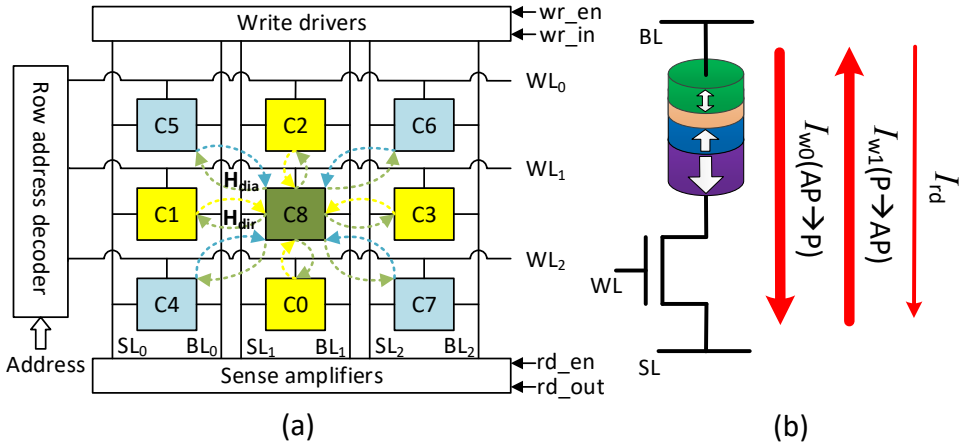 Write drivers
wr_en
wr_in
Row address decoder
Address
WL0
WL1
WL2
C5
C2
C6
Hdia
C1
Hdir
C8
C3
C4
C0
C7
SL0
BL0
SL1
BL1
SL2
BL2
Sense amplifiers
rd_en
rd_out
(a)
BL
WL
SL
Iw0(AP→P)
Iw1(P→AP)
Ird
(b)